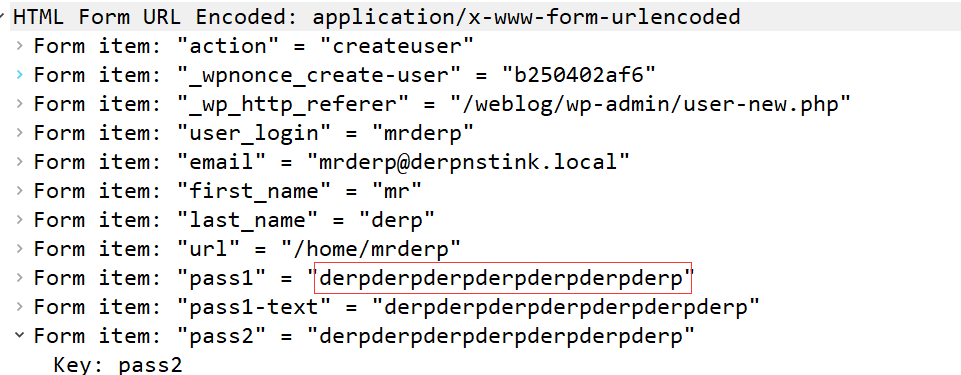 HTML Form URL Encoded: application/x-www-form-urlencoded
Form item: "action" = "createuser"
Form item: "_wpnonce_create-user" = "b250402af6"
Form item: "_wp_http_referer" = "/weblog/wp-admin/user-new.php"
Form item: "user_login" = "mrderp"
Form item: "email" = "mrderp@derpnstink.local"
Form item: "first_name" = "mr"
Form item: "last_name" = "derp"
Form item: "url" = "/home/mrderp"
Form item: "pass1" = "derpderpderpderpderpderpderp"
Form item: "pass1-text" = "derpderpderpderpderpderpderp"
Form item: "pass2" = "derpderpderpderpderpderpderp"
Key: pass2